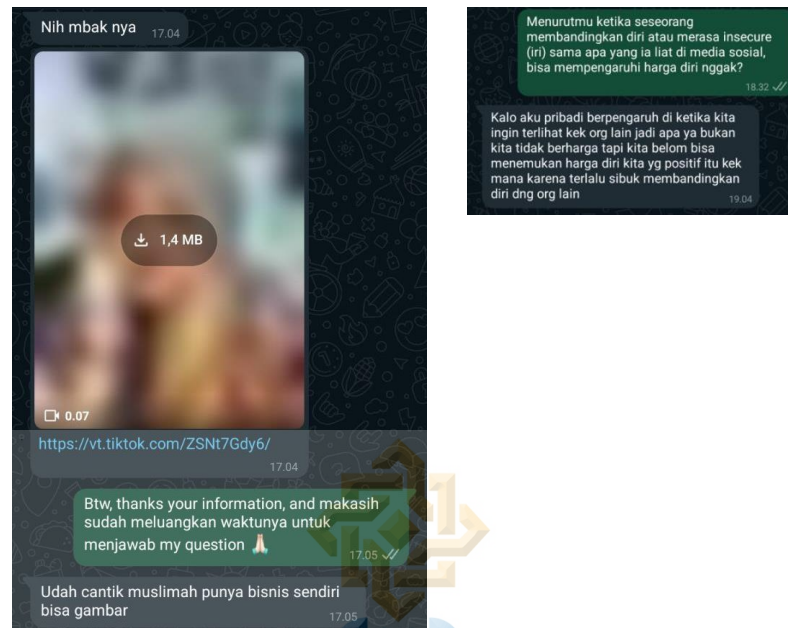 Nih mbak nya 17.04
1,4 MB
0.07
https://vt.tiktok.com/ZSNt7Gdy6/
17.04
Btw, thanks your information, and makasih
sudah meluangkan waktunya untuk
menjawab my question 🙏🏻
17.05
Udah cantik muslimah punya bisnis sendiri
bisa gambar
17.05
Menurutmu ketika seseorang
membandingkan diri atau merasa insecure
(iri) sama apa yang ia liat di media sosial,
bisa mempengaruhi harga diri nggak?
18.32
Kalo aku pribadi berpengaruh di ketika kita
ingin terlihat kek org lain jadi apa ya bukan
kita tidak berharga tapi kita belom bisa
menemukan harga diri kita yg positif itu kek
mana karena terlalu sibuk membandingkan
diri dng org lain
19.04